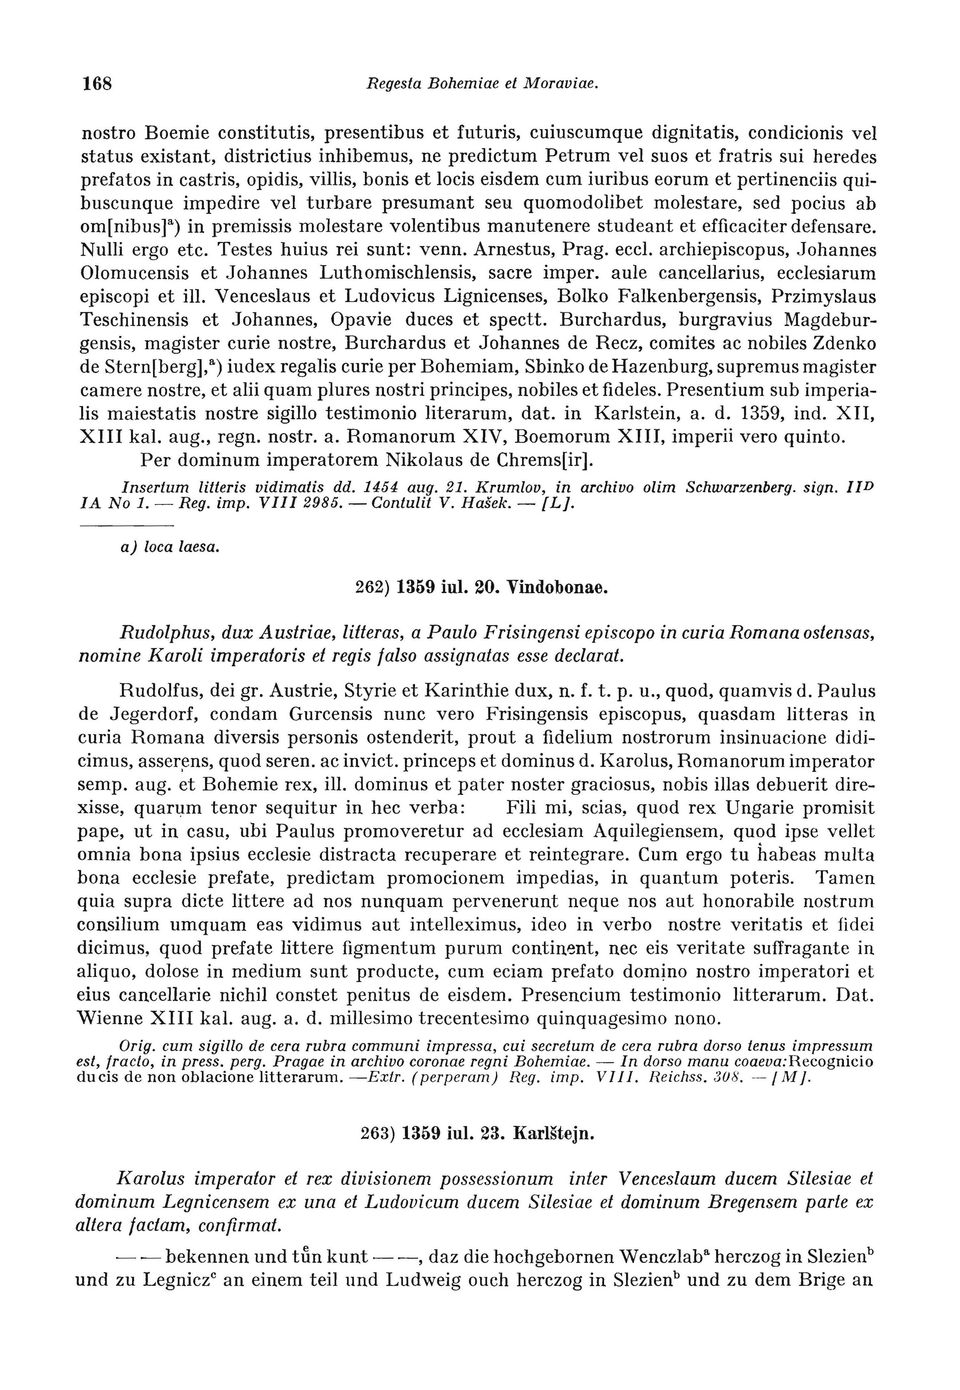 168 Regesta Bohemiae et Moraviae.
nostro Boemie constitutis, presentibus et futuris, cuiuscumque dignitatis, condicionis vel
status existant, districtius inhibemus, ne predictum Petrum vel suos et fratris sui heredes
prefatos in castris, opidis, villis, bonis et locis eisdem cum iuribus eorum et pertinenciis qui-
buscunque impedire vel turbare presumant seu quomodolibet molestare, sed pocius ab
om[nibus]ᵃ) in premissis molestare volentibus manutenere studeant et efficaciter defensare.
Nulli ergo etc. Testes huius rei sunt: venn. Arnestus, Prag. eccl. archiepiscopus, Johannes
Olomucensis et Johannes Luthomischlensis, sacre imper. aule cancellarius, ecclesiarum
episcopi et ill. Venceslaus et Ludovicus Lignicenses, Bolko Falkenbergensis, Przimyslaus
Teschinensis et Johannes, Opavie duces et spectt. Burchardus, burgravius Magdebur-
gensis, magister curie nostre, Burchardus et Johannes de Recz, comites ac nobiles Zdenko
de Stern[berg],ᵃ) iudex regalis curie per Bohemiam, Sbinko de Hazenburg, supremus magister
camere nostre, et alii quam plures nostri principes, nobiles et fideles. Presentium sub imperia-
lis maiestatis nostre sigillo testimonio literarum, dat. in Karlstein, a. d. 1359, ind. XII,
XIII kal. aug., regn. nostr. a. Romanorum XIV, Boemorum XIII, imperii vero quinto.
Per dominum imperatorem Nikolaus de Chrems[ir].
Insertum litteris vidimatis dd. 1454 aug. 21. Krumlov, in archivo olim Schwarzenberg. sign. IIᴰ
IA No 1. — Reg. imp. VIII 2985. — Contulit V. Hašek. — [L].
a) loca laesa.
262) 1359 iul. 20. Vindobonae.
Rudolphus, dux Austriae, litteras, a Paulo Frisingensi episcopo in curia Romana ostensas,
nomine Karoli imperatoris et regis falso assignatas esse declarat.
Rudolfus, dei gr. Austrie, Styrie et Karinthie dux, n. f. t. p. u., quod, quamvis d. Paulus
de Jegerdorf, condam Gurcensis nunc vero Frisingensis episcopus, quasdam litteras in
curia Romana diversis personis ostenderit, prout a fidelium nostrorum insinuacione didi-
cimus, asserens, quod seren. ac invict. princeps et dominus d. Karolus, Romanorum imperator
semp. aug. et Bohemie rex, ill. dominus et pater noster graciosus, nobis illas debuerit dire-
xisse, quarum tenor sequitur in hec verba: Fili mi, scias, quod rex Ungarie promisit
pape, ut in casu, ubi Paulus promoveretur ad ecclesiam Aquilegiensem, quod ipse vellet
omnia bona ipsius ecclesie distracta recuperare et reintegrare. Cum ergo tu habeas multa
bona ecclesie prefate, predictam promocionem impedias, in quantum poteris. Tamen
quia supra dicte littere ad nos nunquam pervenerunt neque nos aut honorabile nostrum
consilium umquam eas vidimus aut intelleximus, ideo in verbo nostre veritatis et fidei
dicimus, quod prefate littere figmentum purum continent, nec eis veritate suffragante in
aliquo, dolose in medium sunt producte, cum eciam prefato domino nostro imperatori et
eius cancellarie nichil constet penitus de eisdem. Presencium testimonio litterarum. Dat.
Wienne XIII kal. aug. a. d. millesimo trecentesimo quinquagesimo nono.
Orig. cum sigillo de cera rubra communi impressa, cui secretum de cera rubra dorso tenus impressum
est, fracto, in press. perg. Pragae in archivo coronae regni Bohemiae. — In dorso manu coaeva: Recognicio
ducis de non oblacione litterarum. — Extr. (perperam) Reg. imp. VIII. Reichss. 308. — [M].
263) 1359 iul. 23. Karlštejn.
Karolus imperator et rex divisionem possessionum inter Venceslaum ducem Silesiae et
dominum Legnicensem ex una et Ludovicum ducem Silesiae et dominum Bregensem parte ex
altera factam, confirmat.
— — bekennen und tůn kunt — —, daz die hochgebornen Wenczlabᵃ herczog in Slezienᵇ
und zu Legniczᶜ an einem teil und Ludweig ouch herczog in Slezienᵇ und zu dem Brige an